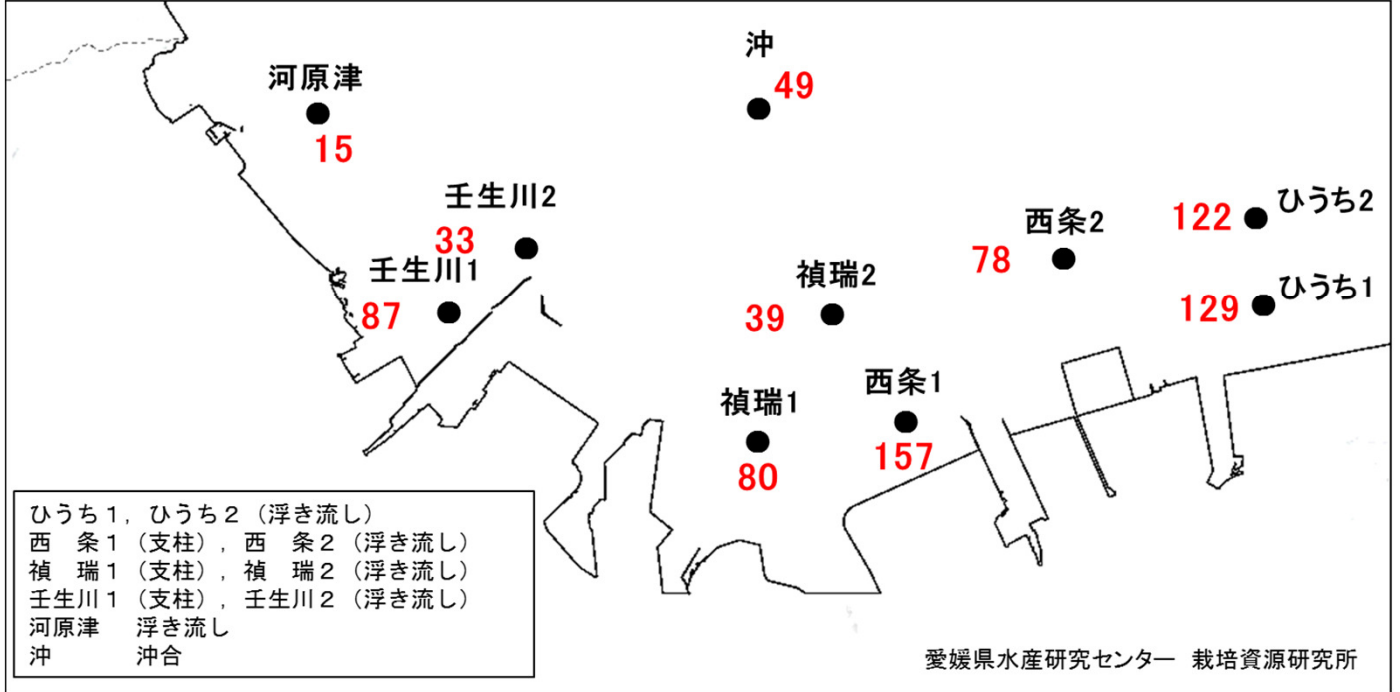 沖
49
河原津
15
壬生川2
33
壬生川1
87
西条2
78
122
ひうち2
ひうち1
129
禎瑞2
39
西条1
157
禎瑞1
80
ひうち１，ひうち２（浮き流し）
西　条１（支柱），西　条２（浮き流し）
禎　瑞１（支柱），禎　瑞２（浮き流し）
壬生川１（支柱），壬生川２（浮き流し）
河原津　　浮き流し
沖　　　　沖合
愛媛県水産研究センター　栽培資源研究所